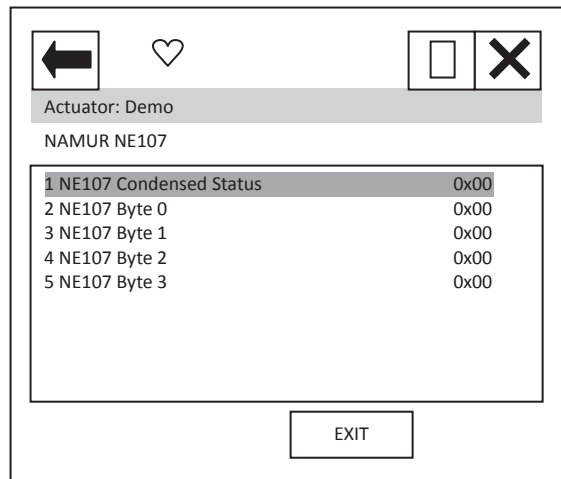 Actuator: Demo
NAMUR NE107
1 NE107 Condensed Status 0x00
2 NE107 Byte 0 0x00
3 NE107 Byte 1 0x00
4 NE107 Byte 2 0x00
5 NE107 Byte 3 0x00
EXIT